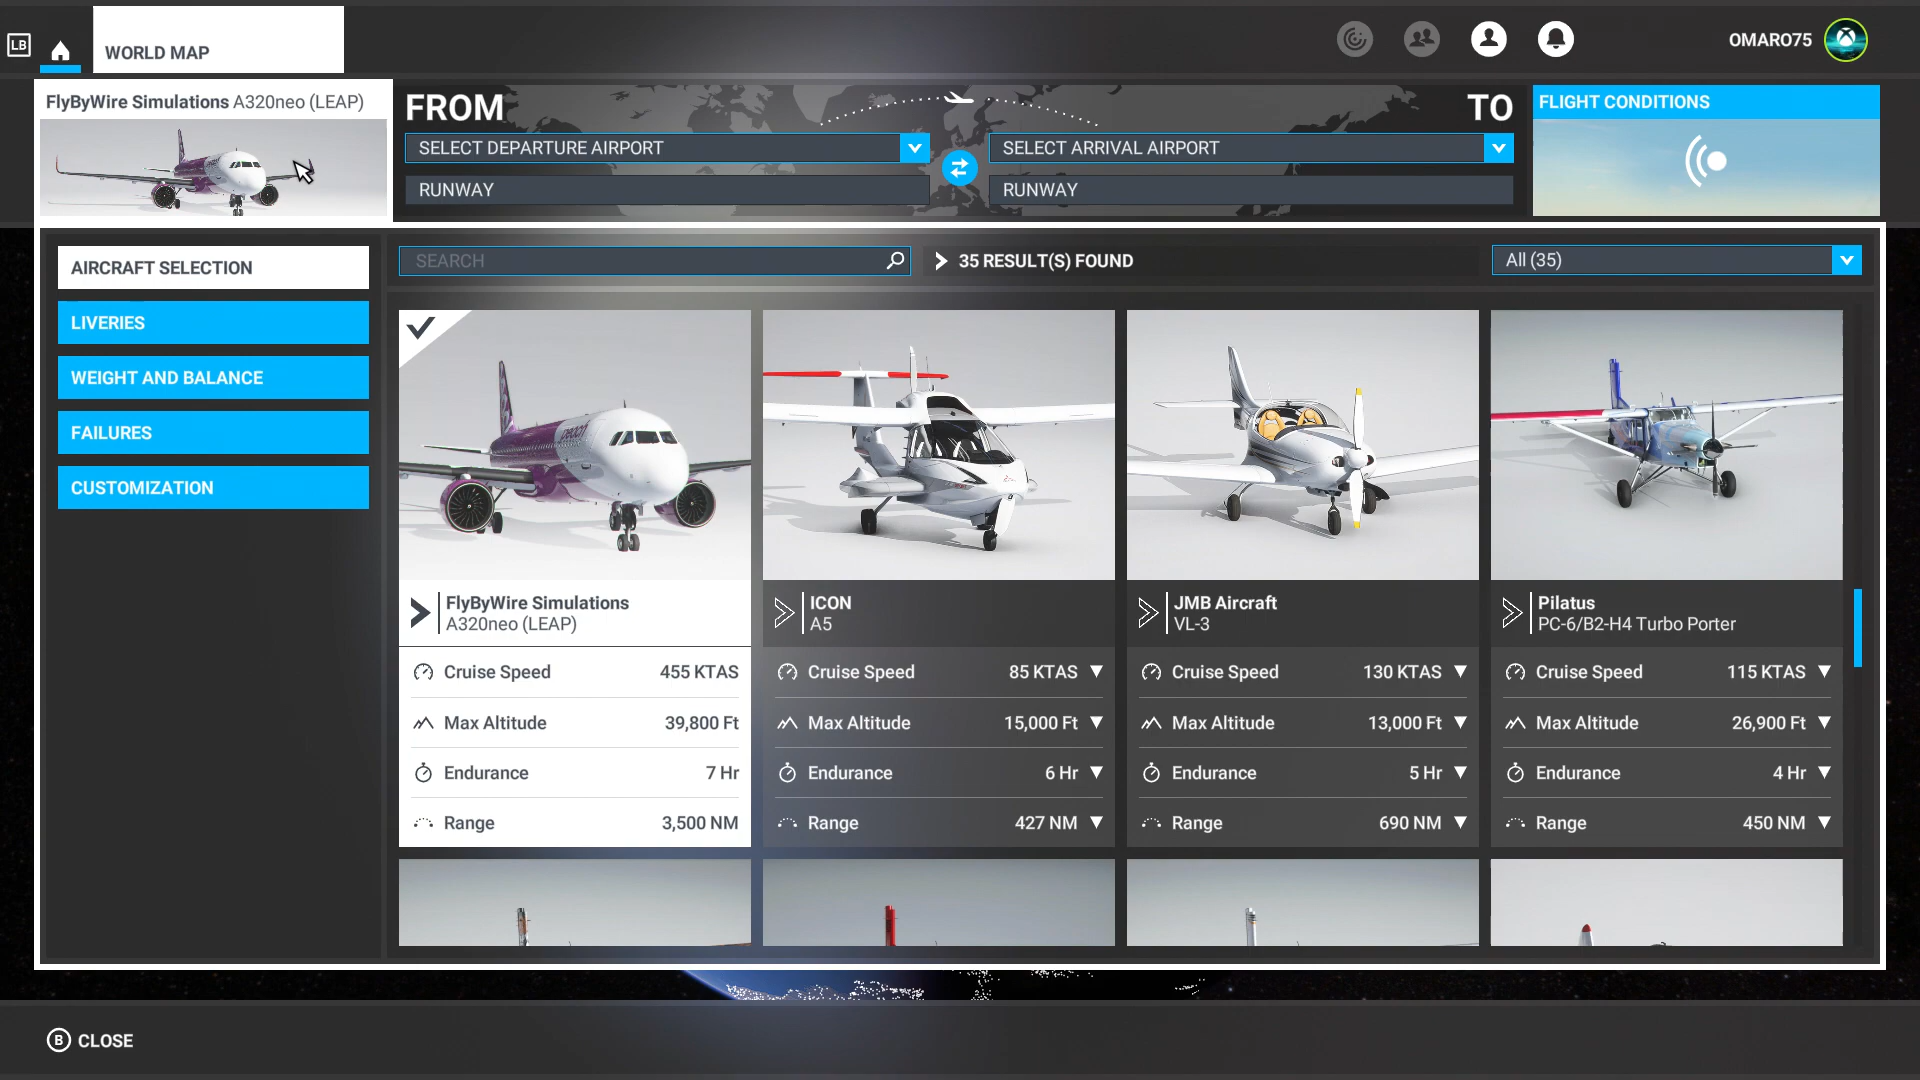 LB
WORLD MAP
OMARO75
FlyByWire Simulations A320neo (LEAP)
FROM
TO
SELECT DEPARTURE AIRPORT
RUNWAY
SELECT ARRIVAL AIRPORT
RUNWAY
FLIGHT CONDITIONS
AIRCRAFT SELECTION
LIVERIES
WEIGHT AND BALANCE
FAILURES
CUSTOMIZATION
SEARCH
35 RESULT(S) FOUND
All (35)
peach
FlyByWire Simulations
A320neo (LEAP)
Cruise Speed 455 KTAS
Max Altitude 39,800 Ft
Endurance 7 Hr
Range 3,500 NM
ICON
A5
Cruise Speed 85 KTAS
Max Altitude 15,000 Ft
Endurance 6 Hr
Range 427 NM
JMB Aircraft
VL-3
Cruise Speed 130 KTAS
Max Altitude 13,000 Ft
Endurance 5 Hr
Range 690 NM
Pilatus
PC-6/B2-H4 Turbo Porter
Cruise Speed 115 KTAS
Max Altitude 26,900 Ft
Endurance 4 Hr
Range 450 NM
B CLOSE